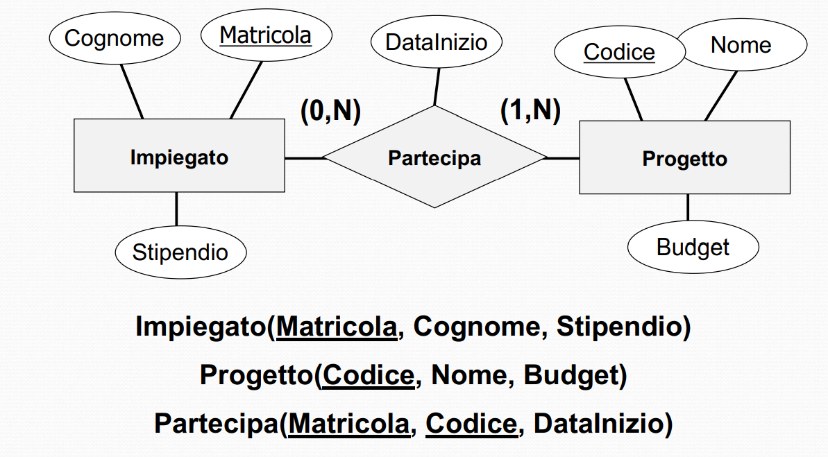 Cognome
Matricola
DataInizio
Codice
Nome
(0,N)
(1,N)
Impiegato
Partecipa
Progetto
Stipendio
Budget
Impiegato(Matricola, Cognome, Stipendio)
Progetto(Codice, Nome, Budget)
Partecipa(Matricola, Codice, DataInizio)